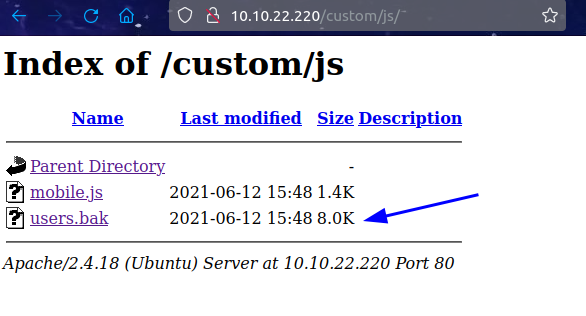 10.10.22.220/custom/js/
Index of /custom/js
Name Last modified Size Description
Parent Directory -
mobile.js 2021-06-12 15:48 1.4K
users.bak 2021-06-12 15:48 8.0K
Apache/2.4.18 (Ubuntu) Server at 10.10.22.220 Port 80